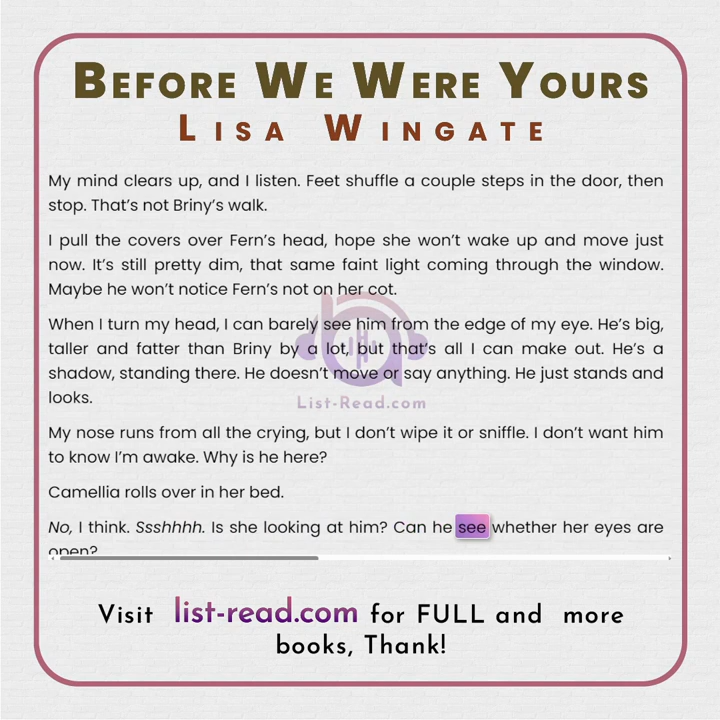 BEFORE WE WERE YOURS
LISA WINGATE
My mind clears up, and I listen. Feet shuffle a couple steps in the door, then
stop. That’s not Briny’s walk.
I pull the covers over Fern’s head, hope she won’t wake up and move just
now. It’s still pretty dim, that same faint light coming through the window.
Maybe he won’t notice Fern’s not on her cot.
When I turn my head, I can barely see him from the edge of my eye. He’s big,
taller and fatter than Briny by a lot, but that’s all I can make out. He’s a
shadow, standing there. He doesn’t move or say anything. He just stands and
looks.
List-Read.com
My nose runs from all the crying, but I don’t wipe it or sniffle. I don’t want him
to know I’m awake. Why is he here?
Camellia rolls over in her bed.
No, I think. Ssshhhh. Is she looking at him? Can he see whether her eyes are
open?
Visit list-read.com for FULL and more
books, Thank!